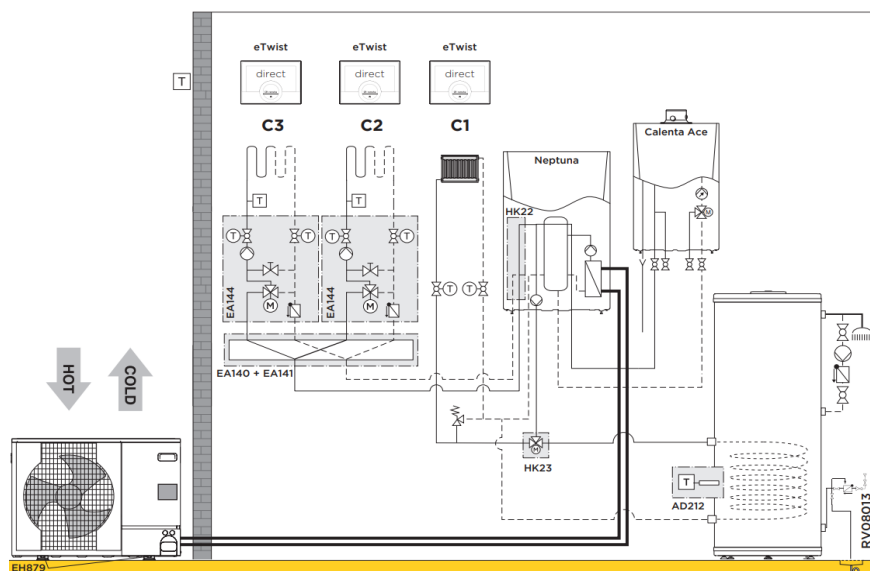 eTwist
eTwist
eTwist
direct
direct
direct
T
C3
C2
C1
Calenta Ace
Neptuna
M
T
T
HK22
T
T
T
T
T
T
EA144
M
EA144
M
EA140 + EA141
HOT
COLD
M
HK23
T
AD212
RV08013
EH879